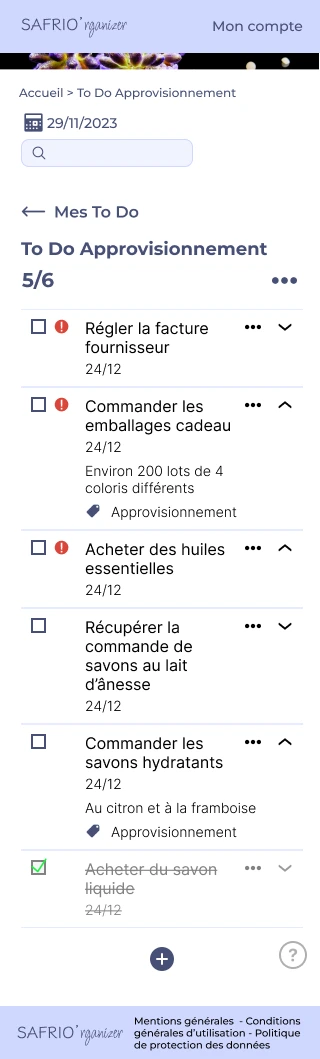 SAFRIO'rganizer
Mon compte
Accueil > To Do Approvisionnement
29/11/2023
Mes To Do
To Do Approvisionnement
5/6
Régler la facture
fournisseur
24/12
Commander les
emballages cadeau
24/12
Environ 200 lots de 4
coloris différents
Approvisionnement
Acheter des huiles
essentielles
24/12
Récupérer la
commande de
savons au lait
d'ânesse
24/12
Commander les
savons hydratants
24/12
Au citron et à la framboise
Approvisionnement
Acheter du savon
liquide
24/12
?
SAFRIO'rganizer
Mentions générales - Conditions
générales d'utilisation - Politique
de protection des données